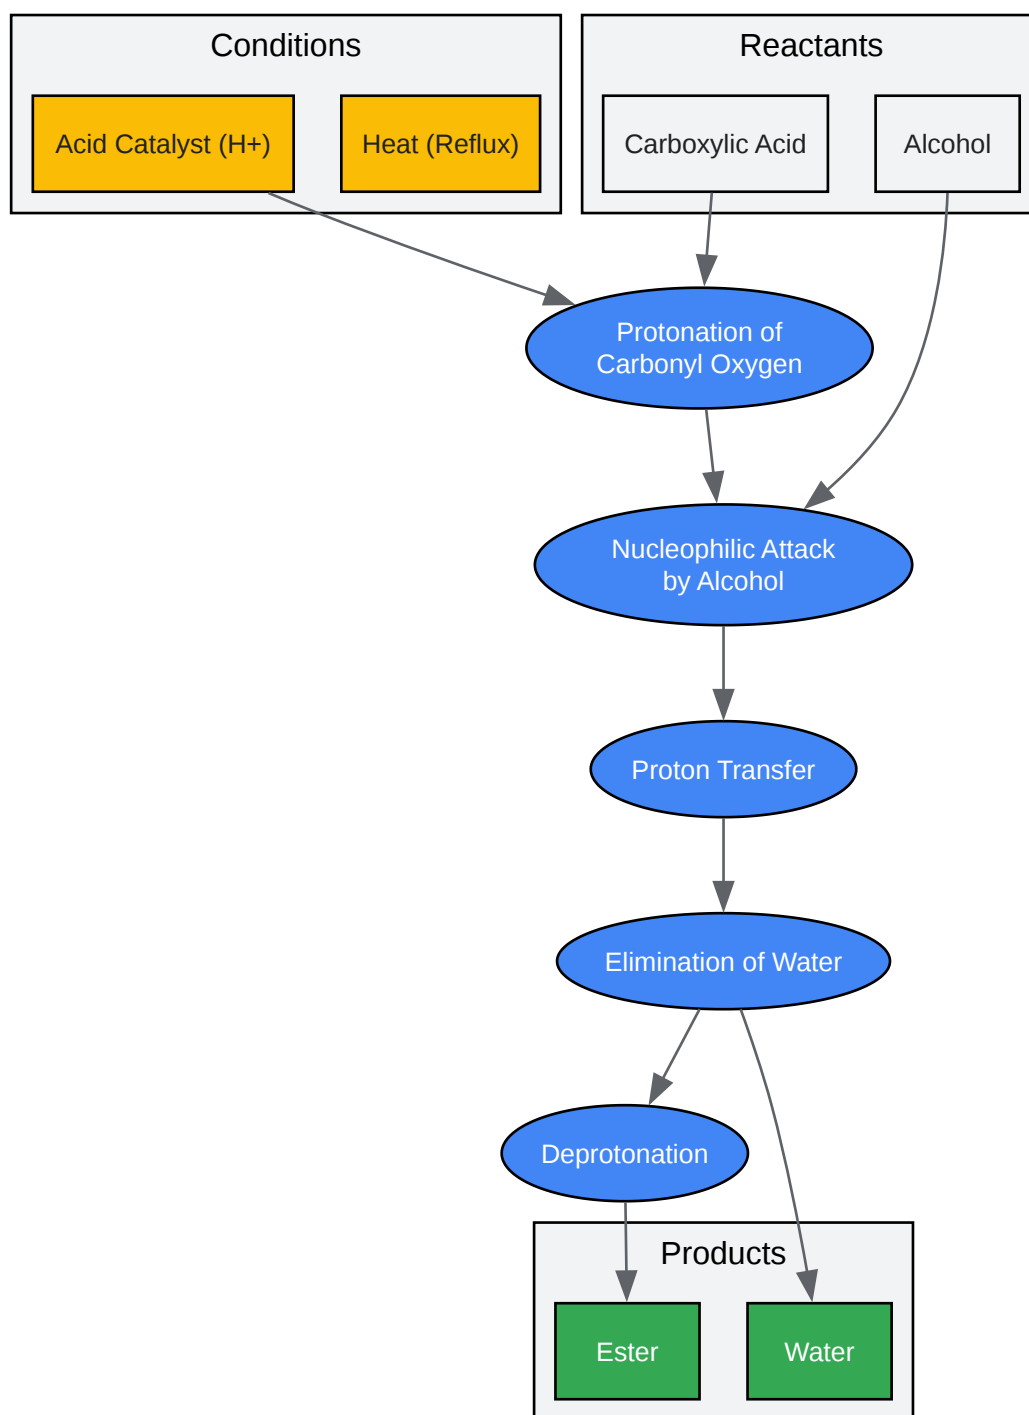 Conditions
Reactants
Acid Catalyst (H+)
Heat (Reflux)
Carboxylic Acid
Alcohol
Protonation of
Carbonyl Oxygen
Nucleophilic Attack
by Alcohol
Proton Transfer
Elimination of Water
Deprotonation
Products
Ester
Water